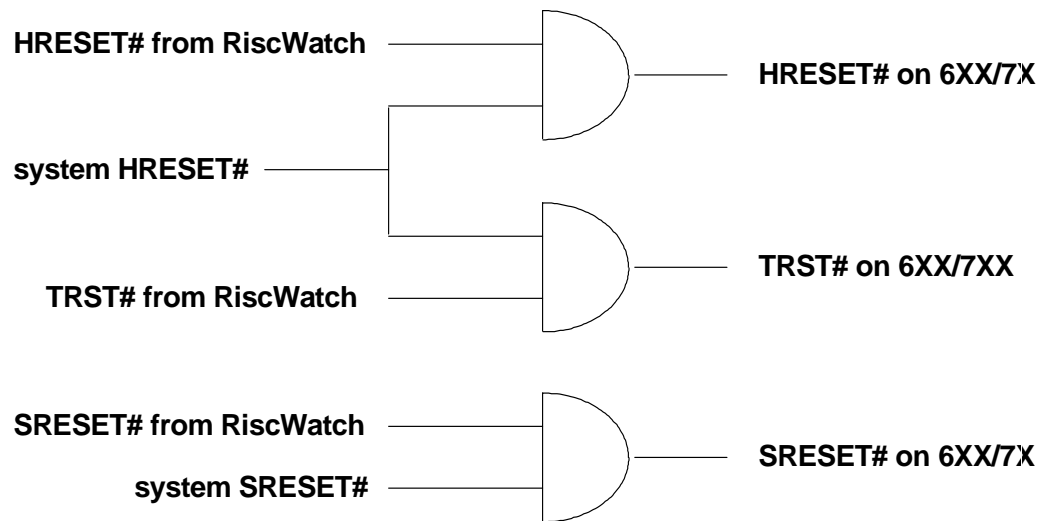 HRESET# from RiscWatch
HRESET# on 6XX/7X
system HRESET#
TRST# on 6XX/7XX
TRST# from RiscWatch
SRESET# from RiscWatch
SRESET# on 6XX/7X
system SRESET#